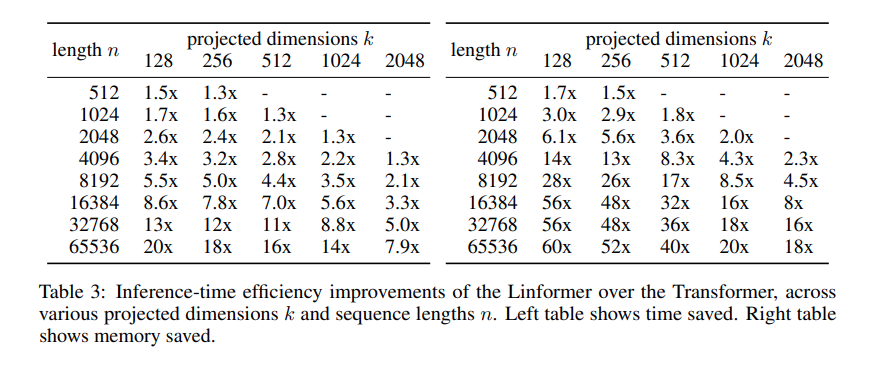 length n projected dimensions k
128 256 512 1024 2048
512 1.5x 1.3x - - -
1024 1.7x 1.6x 1.3x - -
2048 2.6x 2.4x 2.1x 1.3x -
4096 3.4x 3.2x 2.8x 2.2x 1.3x
8192 5.5x 5.0x 4.4x 3.5x 2.1x
16384 8.6x 7.8x 7.0x 5.6x 3.3x
32768 13x 12x 11x 8.8x 5.0x
65536 20x 18x 16x 14x 7.9x
length n projected dimensions k
128 256 512 1024 2048
512 1.7x 1.5x - - -
1024 3.0x 2.9x 1.8x - -
2048 6.1x 5.6x 3.6x 2.0x -
4096 14x 13x 8.3x 4.3x 2.3x
8192 28x 26x 17x 8.5x 4.5x
16384 56x 48x 32x 16x 8x
32768 56x 48x 36x 18x 16x
65536 60x 52x 40x 20x 18x
Table 3: Inference-time efficiency improvements of the Linformer over the Transformer, across
various projected dimensions k and sequence lengths n. Left table shows time saved. Right table
shows memory saved.